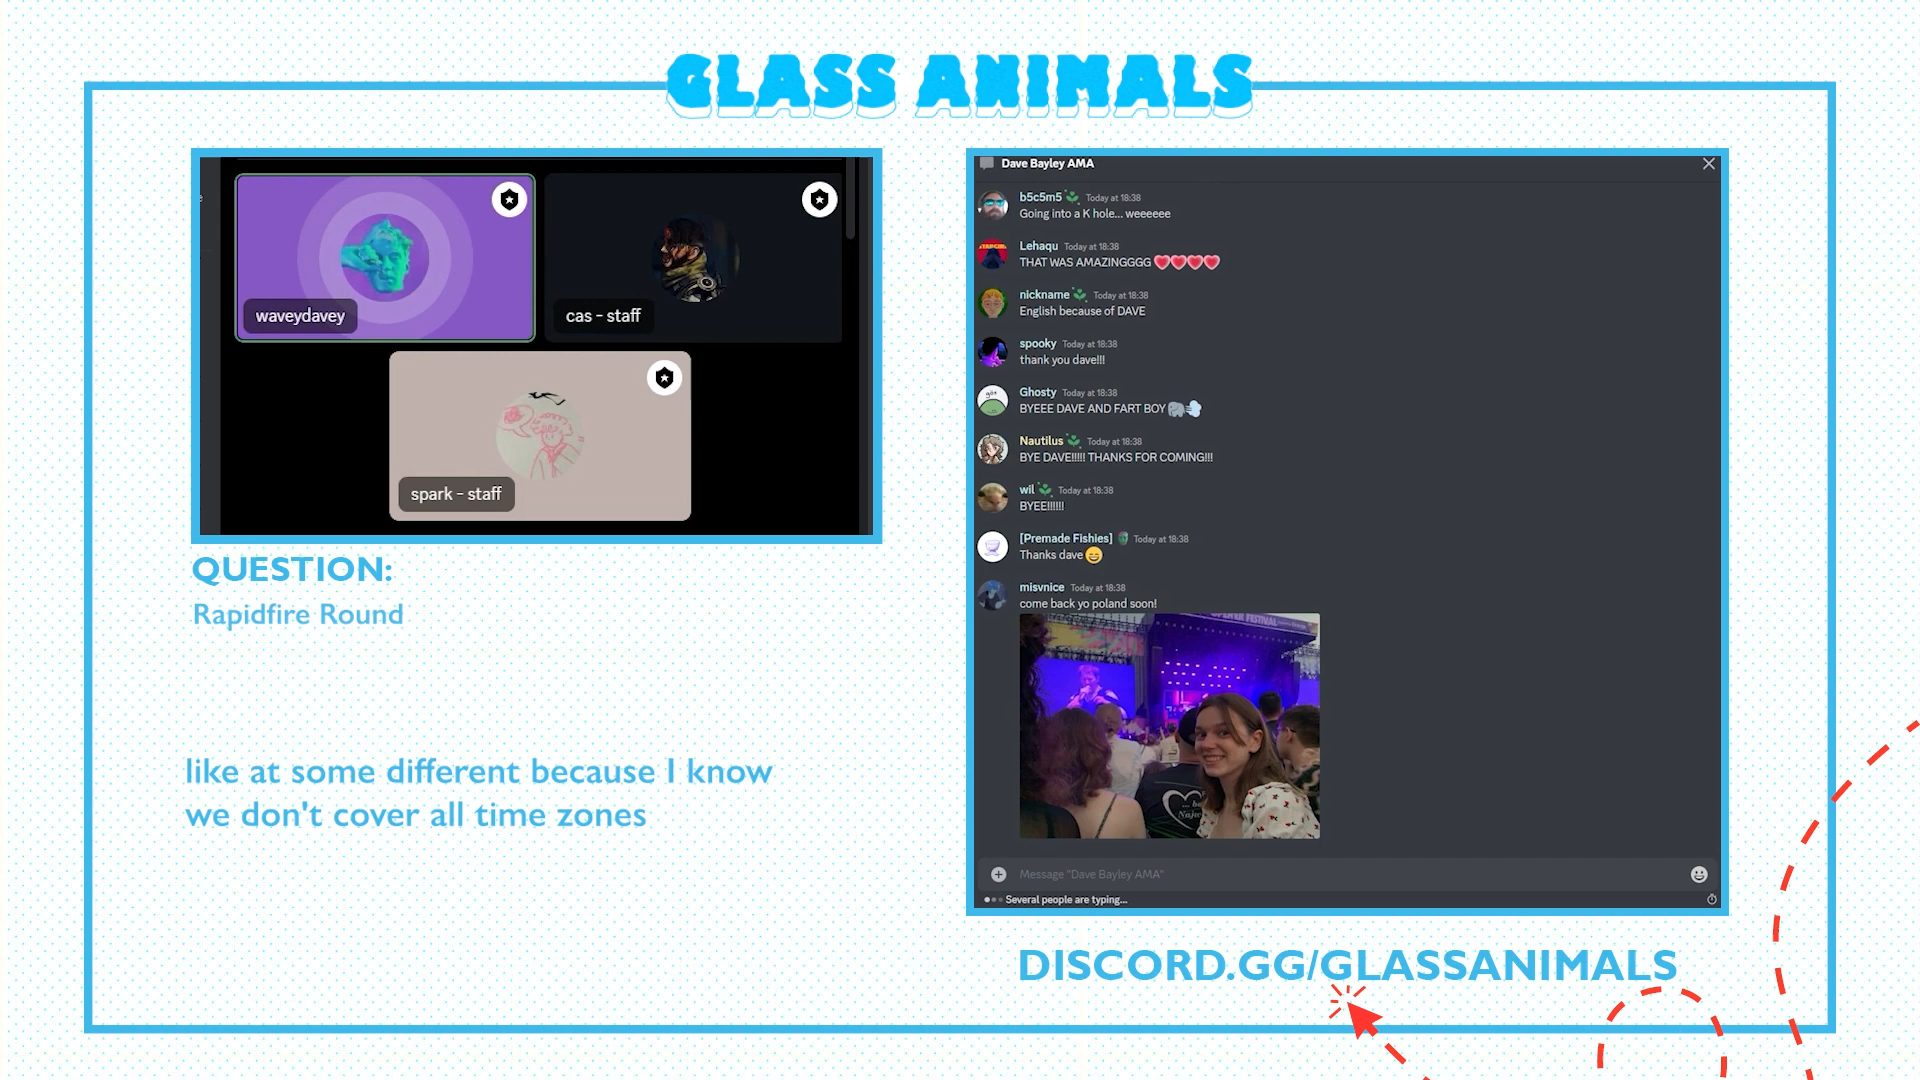 GLASS ANIMALS
waveydavey
cas - staff
spark - staff
QUESTION:
Rapidfire Round
like at some different because I know
we don't cover all time zones
Dave Bayley AMA
b5c5m5 Today at 18:38
Going into a K hole... weeeeee
Lehaqu Today at 18:38
THAT WAS AMAZINGGGG
nickname Today at 18:38
English because of DAVE
spooky Today at 18:38
thank you dave!!!
Ghosty Today at 18:38
BYEEE DAVE AND FART BOY
Nautilus Today at 18:38
BYE DAVE!!!!! THANKS FOR COMING!!!
wil Today at 18:38
BYEE!!!!!!
[Premade Fishies] Today at 18:38
Thanks dave
misvnice Today at 18:38
come back yo poland soon!
FESTIVAL
Message "Dave Bayley AMA"
Several people are typing...
DISCORD.GG/GLASSANIMALS